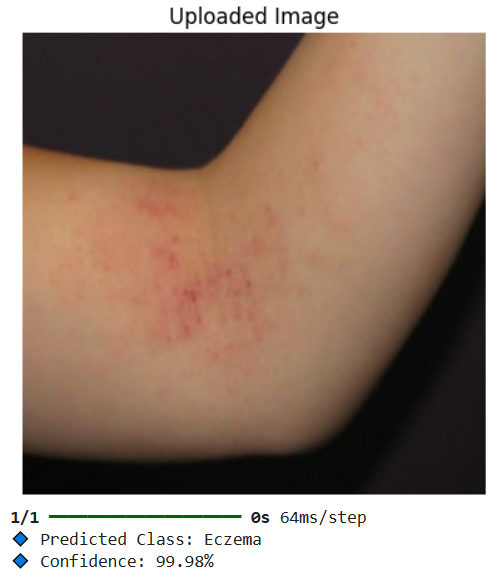 Uploaded Image
1/1 ━━━━━━━━━━━━━━━━━━━━ 0s 64ms/step
🔹 Predicted Class: Eczema
🔹 Confidence: 99.98%